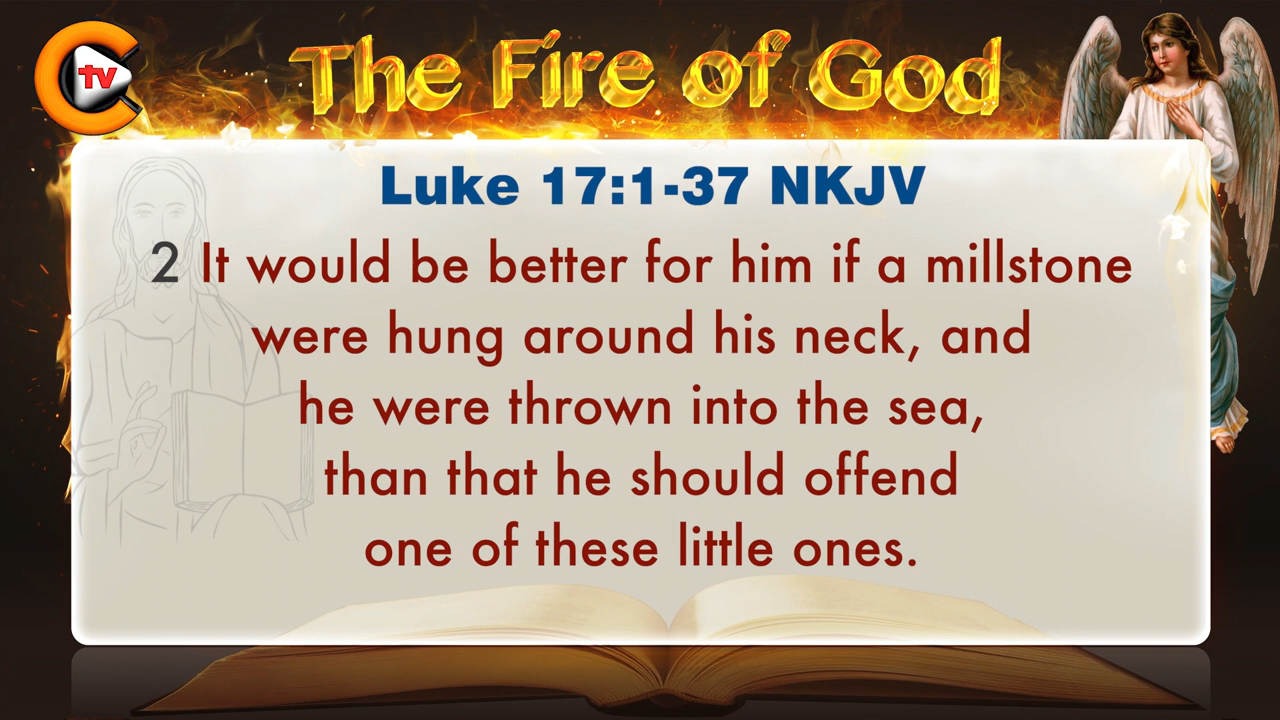 tv
The Fire of God
Luke 17:1-37 NKJV
2 It would be better for him if a millstone
were hung around his neck, and
he were thrown into the sea,
than that he should offend
one of these little ones.